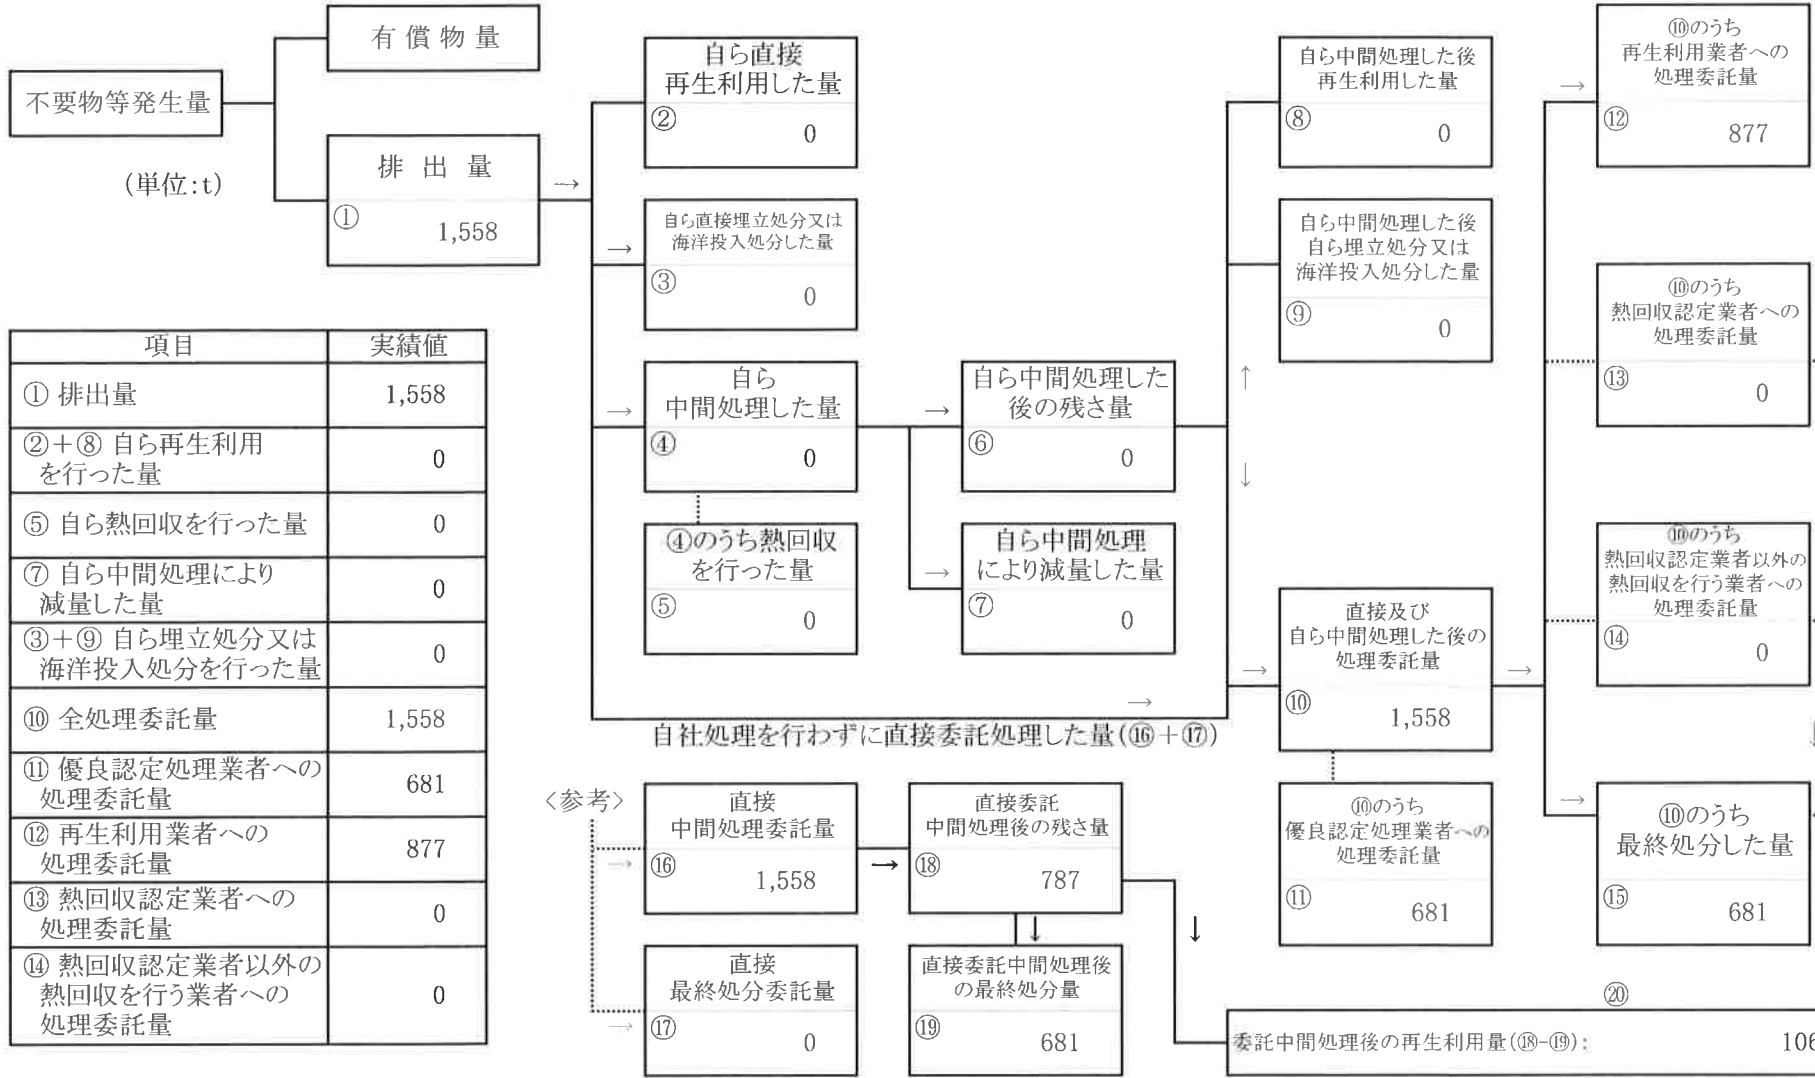 不要物等発生量
(単位:t)
有償物量
排出量
① 1,558
自ら直接
再生利用した量
② 0
自ら直接埋立処分又は
海洋投入処分した量
③ 0
自ら
中間処理した量
④ 0
④のうち熱回収
を行った量
⑤ 0
自ら中間処理した
後の残さ量
⑥ 0
自ら中間処理
により減量した量
⑦ 0
自ら中間処理した後
再生利用した量
⑧ 0
自ら中間処理した後
自ら埋立処分又は
海洋投入処分した量
⑨ 0
直接及び
自ら中間処理した後の
処理委託量
⑩ 1,558
⑩のうち
優良認定処理業者への
処理委託量
⑪ 681
⑩のうち
再生利用業者への
処理委託量
⑫ 877
⑩のうち
熱回収認定業者への
処理委託量
⑬ 0
⑩のうち
熱回収認定業者以外の
熱回収を行う業者への
処理委託量
⑭ 0
⑩のうち
最終処分した量
⑮ 681
自社処理を行わずに直接委託処理した量(⑯+⑰)
〈参考〉
直接
中間処理委託量
⑯ 1,558
直接
最終処分委託量
⑰ 0
直接委託
中間処理後の残さ量
⑱ 787
直接委託中間処理後
の最終処分量
⑲ 681
⑳
委託中間処理後の再生利用量(⑱-⑲): 106
項目 実績値
① 排出量 1,558
②+⑧ 自ら再生利用
を行った量 0
⑤ 自ら熱回収を行った量 0
⑦ 自ら中間処理により
減量した量 0
③+⑨ 自ら埋立処分又は
海洋投入処分を行った量 0
⑩ 全処理委託量 1,558
⑪ 優良認定処理業者への
処理委託量 681
⑫ 再生利用業者への
処理委託量 877
⑬ 熱回収認定業者への
処理委託量 0
⑭ 熱回収認定業者以外の
熱回収を行う業者への
処理委託量 0